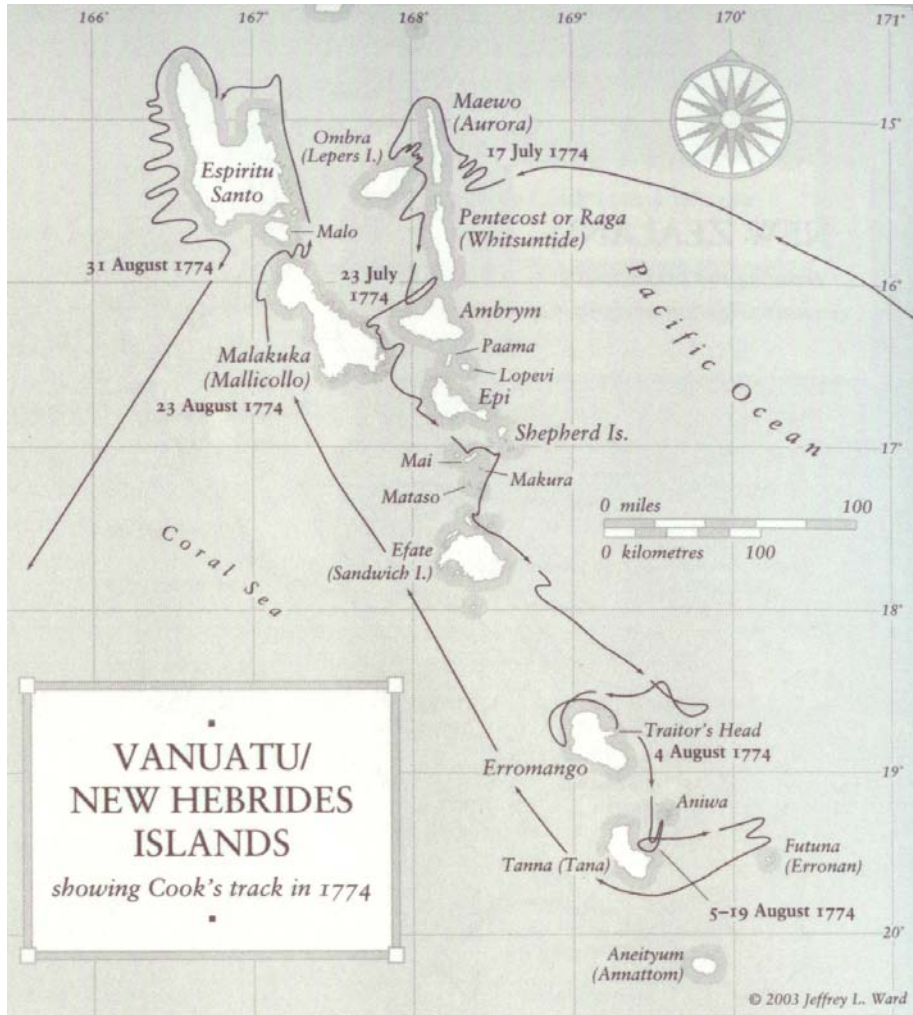 166° 167° 168° 169° 170° 171°
Maewo
(Aurora)
15°
Ombra
(Lepers I.)
17 July 1774
Espiritu
Santo
Pentecost or Raga
(Whitsuntide)
Malo
31 August 1774
23 July
1774
16°
Pacific Ocean
Ambrym
Paama
Malakuka
(Mallicollo)
Lopevi
Epi
23 August 1774
Shepherd Is.
17°
Mai
Makura
Mataso
0 miles 100
0 kilometres 100
Coral Sea
Efate
(Sandwich I.)
18°
Traitor's Head
4 August 1774
VANUATU/
NEW HEBRIDES
ISLANDS
showing Cook's track in 1774
Erromango
19°
Aniwa
Tanna (Tana)
Futuna
(Erronan)
5–19 August 1774
20°
Aneityum
(Annattom)
© 2003 Jeffrey L. Ward